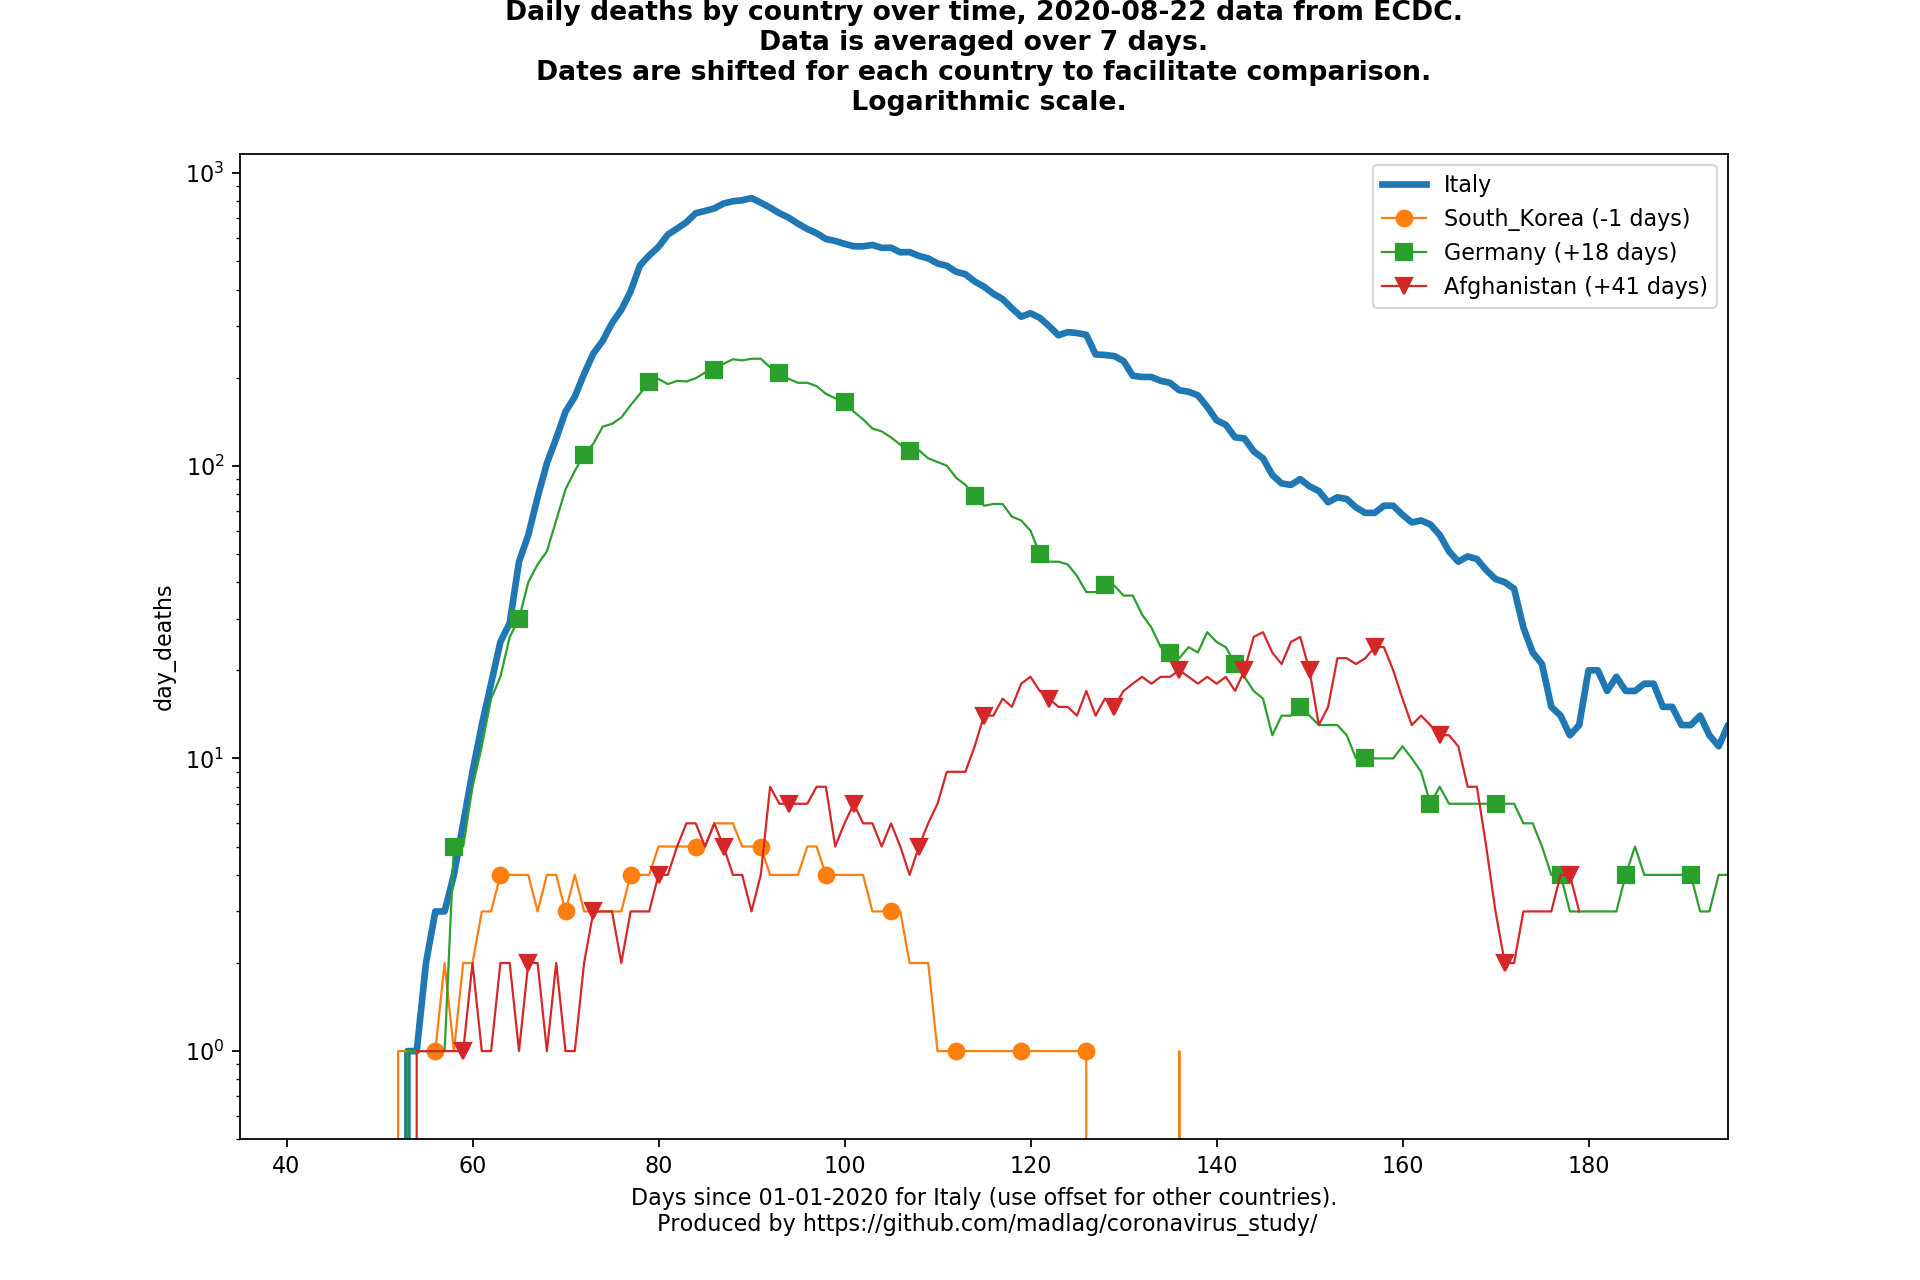 Daily deaths by country over time, 2020-08-22 data from ECDC.
Data is averaged over 7 days.
Dates are shifted for each country to facilitate comparison.
Logarithmic scale.
10³
10²
10¹
10⁰
day_deaths
Italy
South_Korea (-1 days)
Germany (+18 days)
Afghanistan (+41 days)
40 60 80 100 120 140 160 180
Days since 01-01-2020 for Italy (use offset for other countries).
Produced by https://github.com/madlag/coronavirus_study/